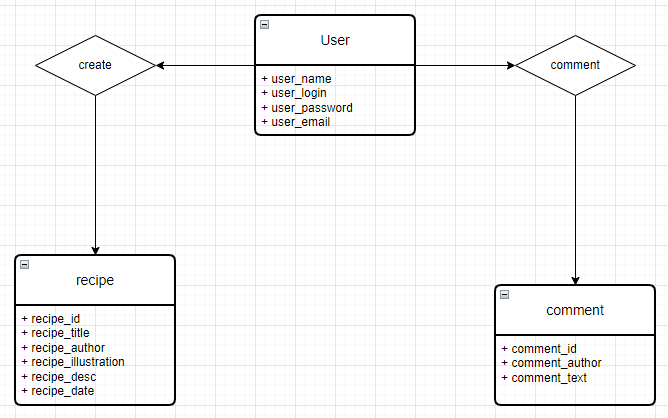 User
+ user_name
+ user_login
+ user_password
+ user_email
create
comment
recipe
+ recipe_id
+ recipe_title
+ recipe_author
+ recipe_illustration
+ recipe_desc
+ recipe_date
comment
+ comment_id
+ comment_author
+ comment_text